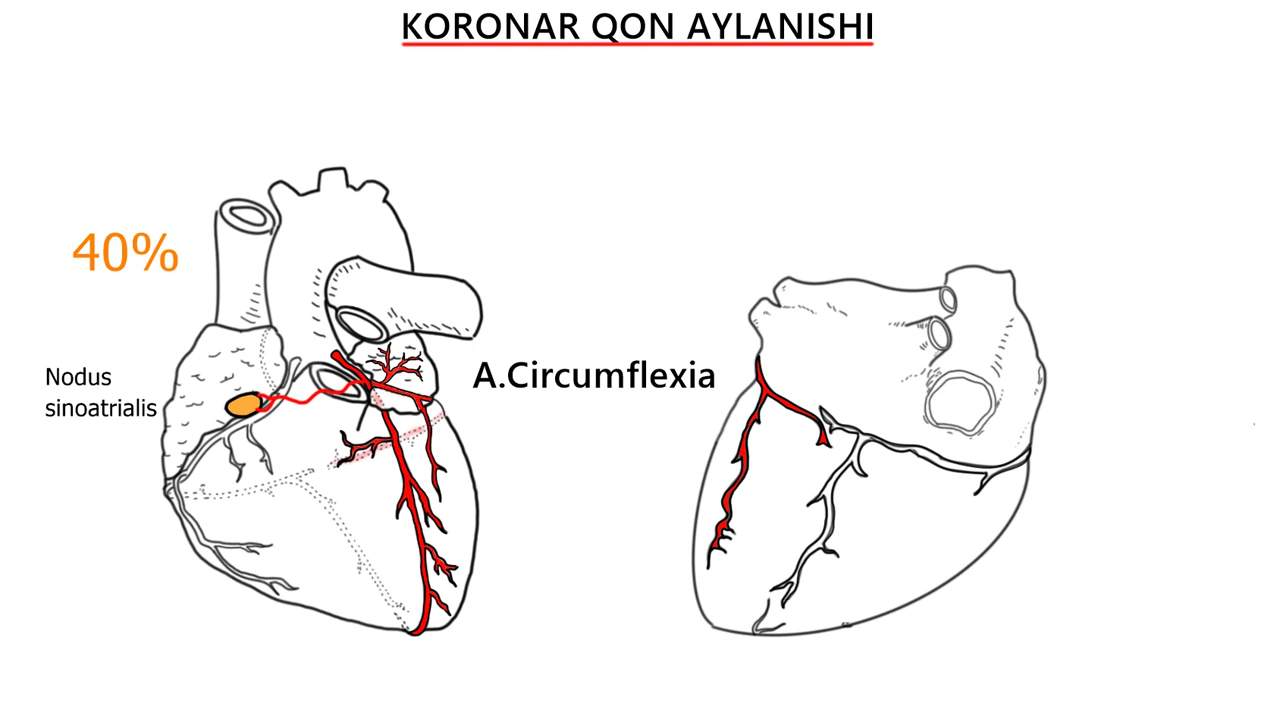 KORONAR QON AYLANISHI
40%
Nodus
sinoatrialis
A.Circumflexia